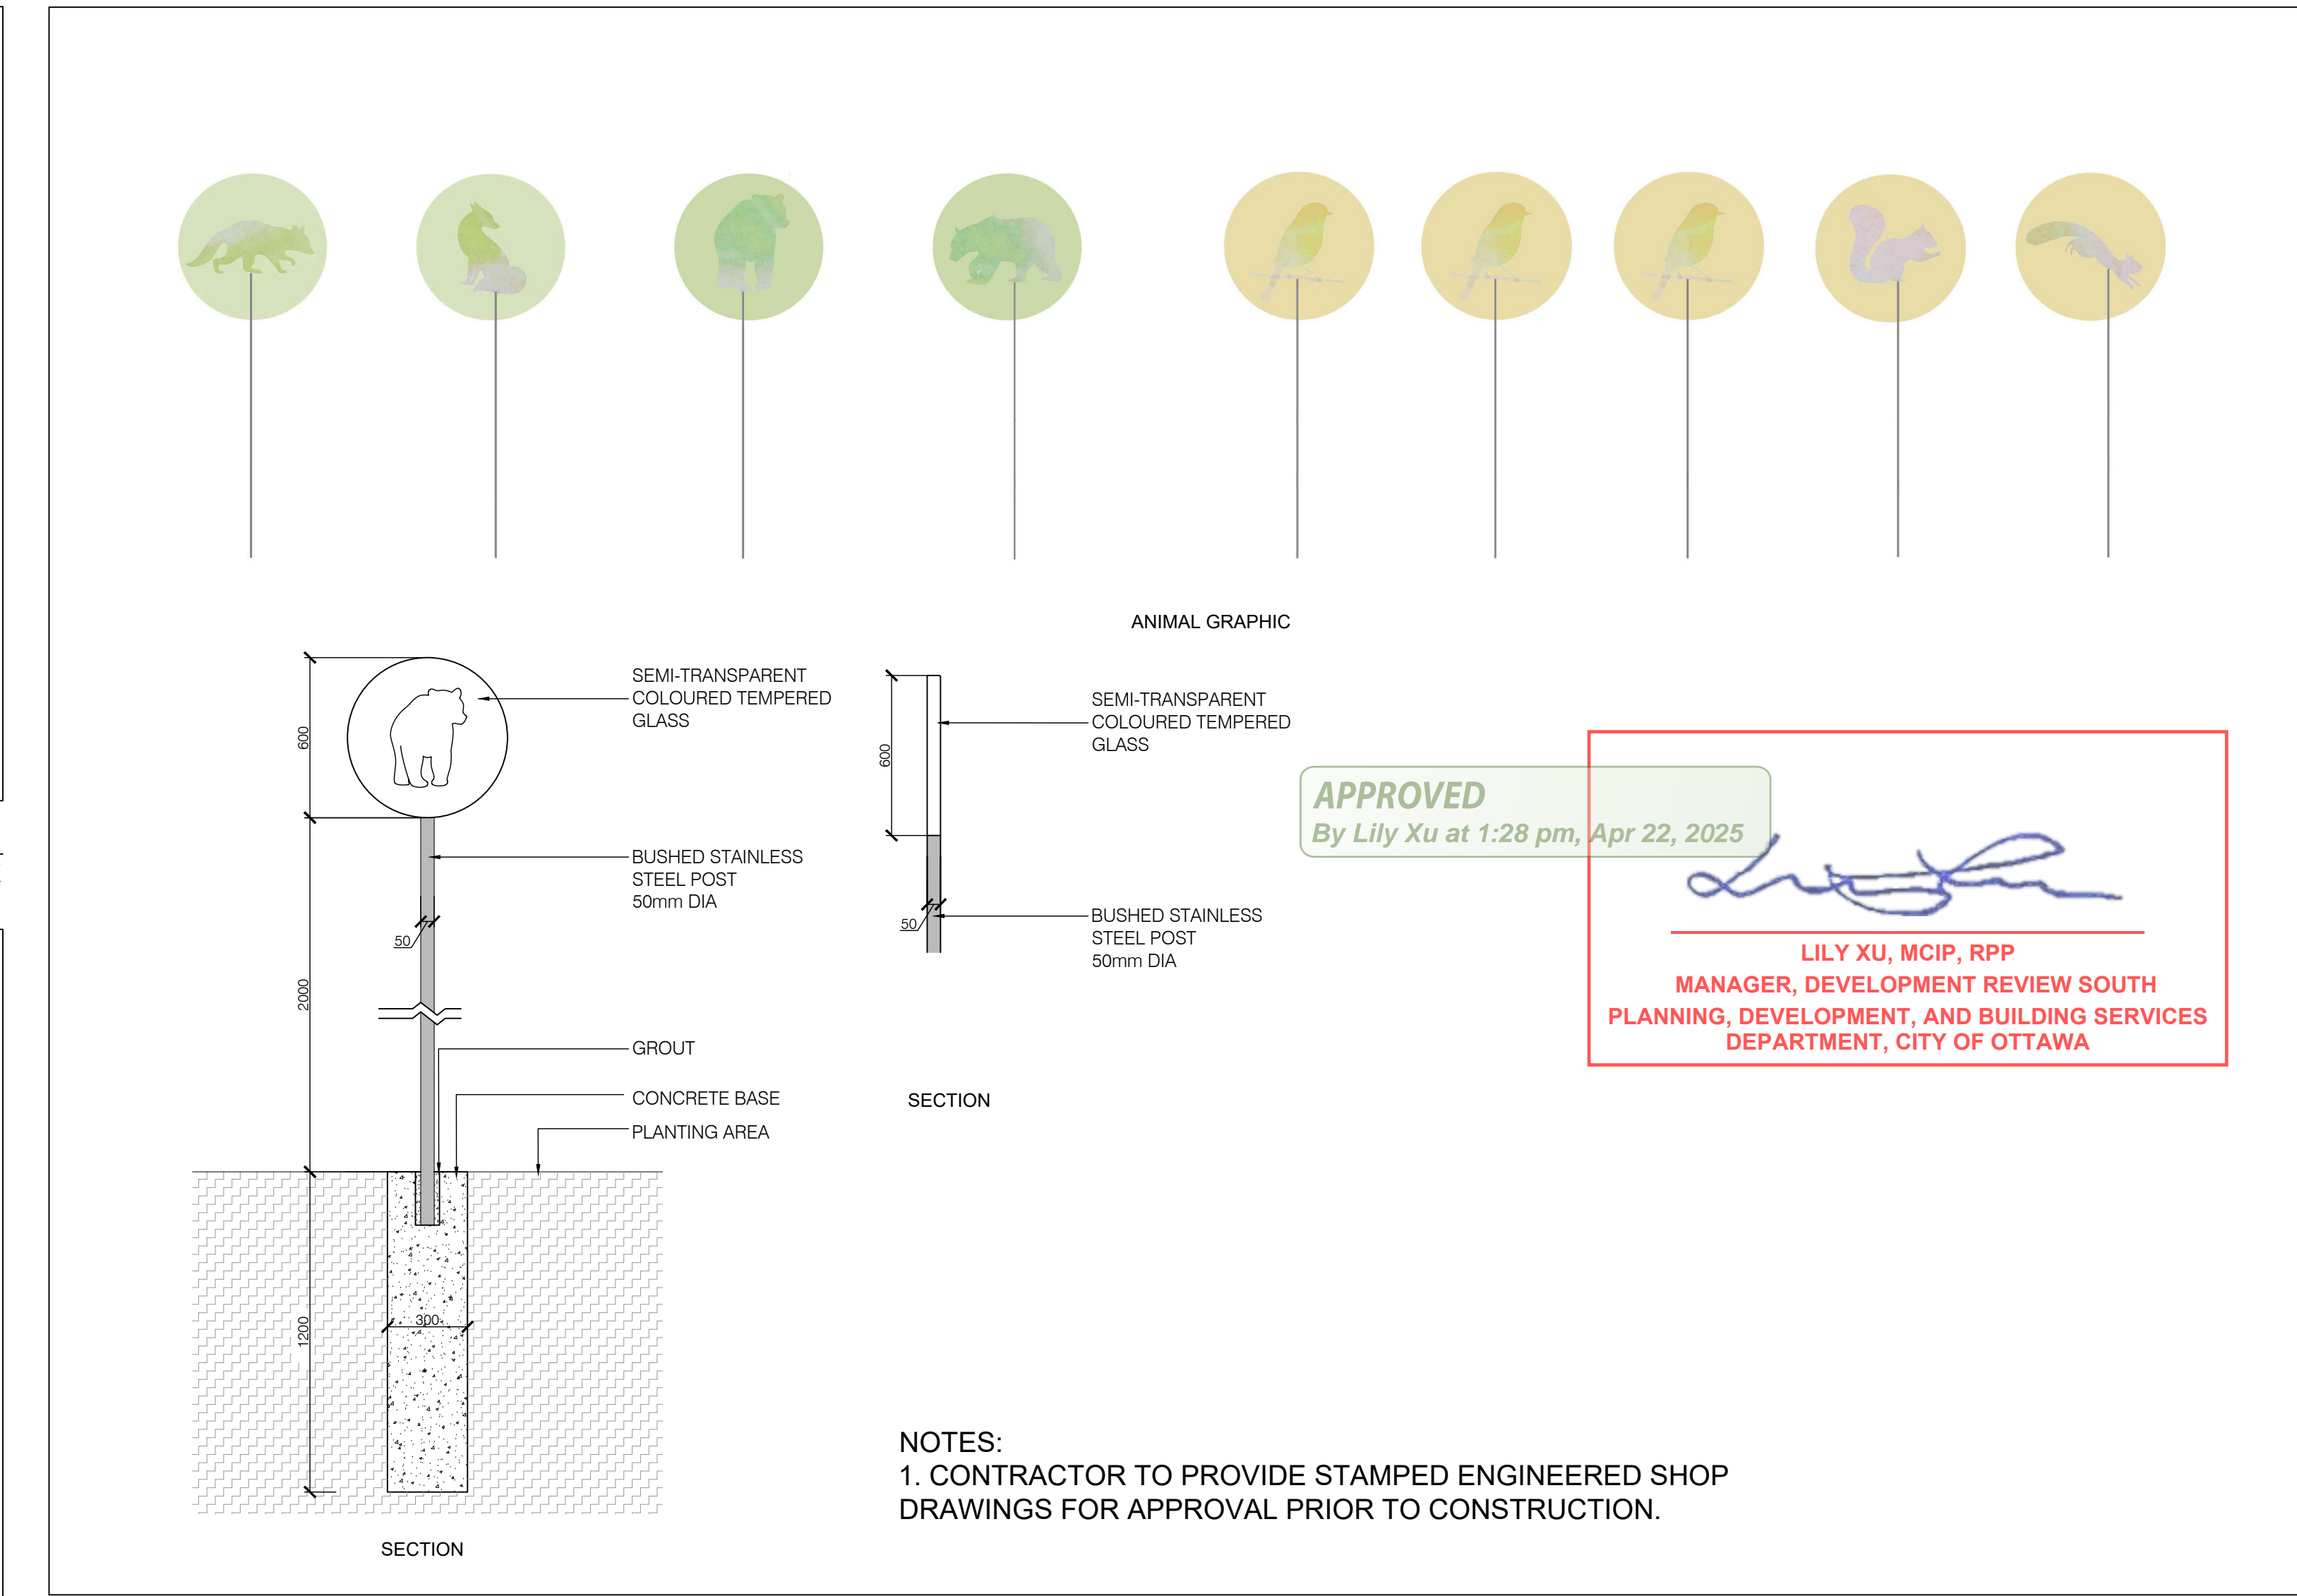 ANIMAL GRAPHIC
600
SEMI-TRANSPARENT
COLOURED TEMPERED
GLASS
BUSHED STAINLESS
STEEL POST
50mm DIA
50
2000
GROUT
CONCRETE BASE
PLANTING AREA
300
1200
SECTION
600
SEMI-TRANSPARENT
COLOURED TEMPERED
GLASS
50
BUSHED STAINLESS
STEEL POST
50mm DIA
SECTION
APPROVED
By Lily Xu at 1:28 pm, Apr 22, 2025
LILY XU, MCIP, RPP
MANAGER, DEVELOPMENT REVIEW SOUTH
PLANNING, DEVELOPMENT, AND BUILDING SERVICES
DEPARTMENT, CITY OF OTTAWA
NOTES:
1. CONTRACTOR TO PROVIDE STAMPED ENGINEERED SHOP
DRAWINGS FOR APPROVAL PRIOR TO CONSTRUCTION.